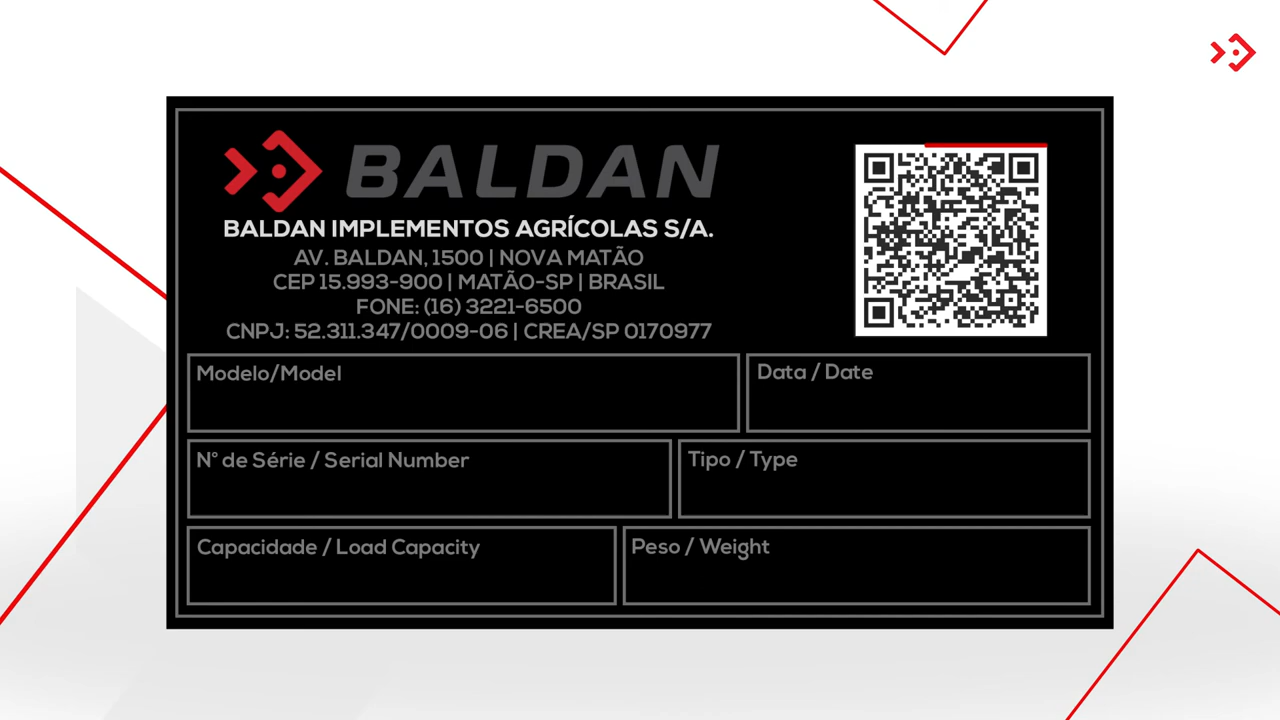 BALDAN
BALDAN IMPLEMENTOS AGRÍCOLAS S/A.
AV. BALDAN, 1500 | NOVA MATÃO
CEP 15.993-900 | MATÃO-SP | BRASIL
FONE: (16) 3221-6500
CNPJ: 52.311.347/0009-06 | CREA/SP 0170977
Modelo/Model
Data / Date
N° de Série / Serial Number
Tipo / Type
Capacidade / Load Capacity
Peso / Weight